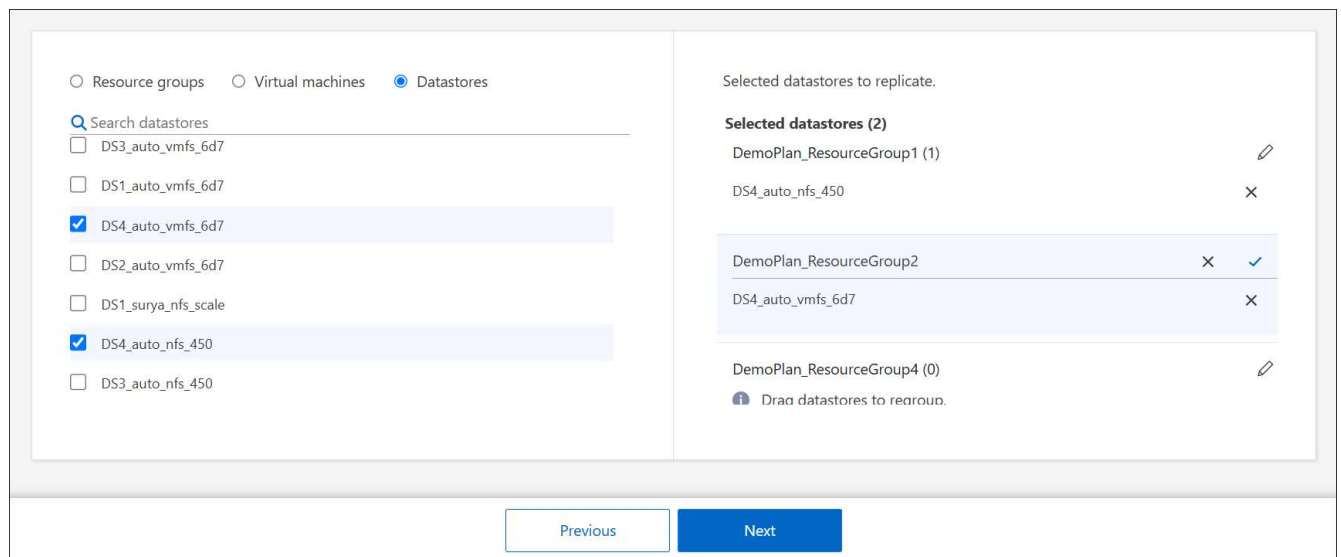 Resource groups Virtual machines Datastores
Search datastores
DS3_auto_vmfs_6d7
DS1_auto_vmfs_6d7
DS4_auto_vmfs_6d7
DS2_auto_vmfs_6d7
DS1_surya_nfs_scale
DS4_auto_nfs_450
DS3_auto_nfs_450
Selected datastores to replicate.
Selected datastores (2)
DemoPlan_ResourceGroup1 (1)
DS4_auto_nfs_450
DemoPlan_ResourceGroup2
DS4_auto_vmfs_6d7
DemoPlan_ResourceGroup4 (0)
Drag datastores to regroup.
Previous Next